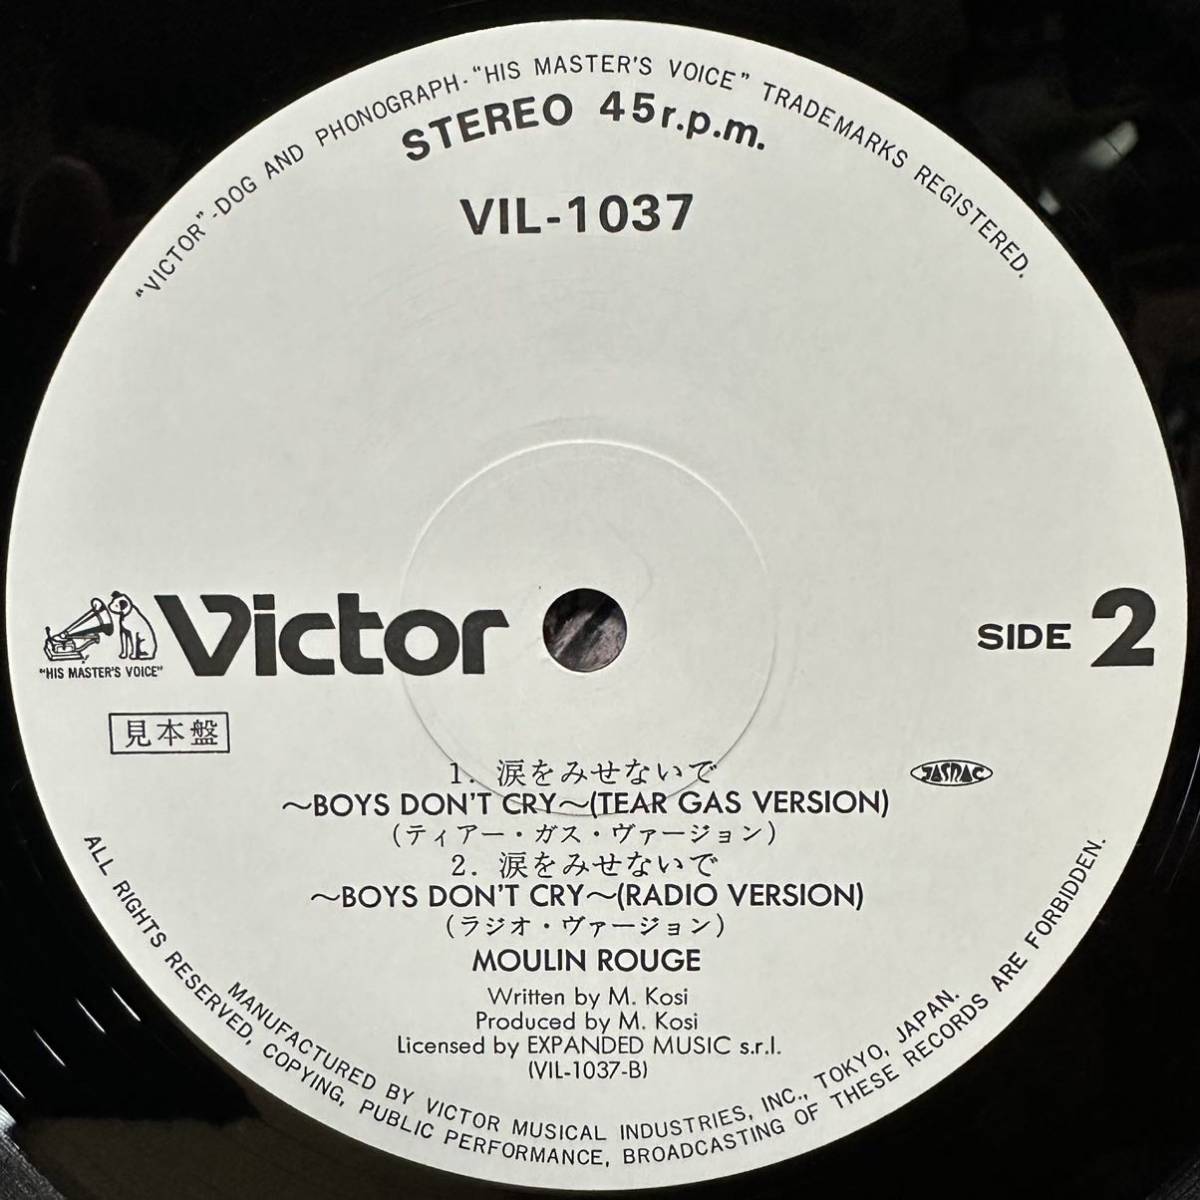 "VICTOR"-DOG AND PHONOGRAPH-"HIS MASTER'S VOICE" TRADEMARKS REGISTERED.
STEREO 45r.p.m.
VIL-1037
"HIS MASTER'S VOICE"
Victor
SIDE 2
見本盤
1. 涙をみせないで
～BOYS DON'T CRY～(TEAR GAS VERSION)
(ティアー・ガス・ヴァージョン)
2. 涙をみせないで
～BOYS DON'T CRY～(RADIO VERSION)
(ラジオ・ヴァージョン)
JASRAC
MOULIN ROUGE
Written by M. Kosi
Produced by M. Kosi
Licensed by EXPANDED MUSIC s.r.l.
(VIL-1037-B)
MANUFACTURED BY VICTOR MUSICAL INDUSTRIES, INC., TOKYO, JAPAN.
ALL RIGHTS RESERVED, COPYING, PUBLIC PERFORMANCE, BROADCASTING OF THESE RECORDS ARE FORBIDDEN.